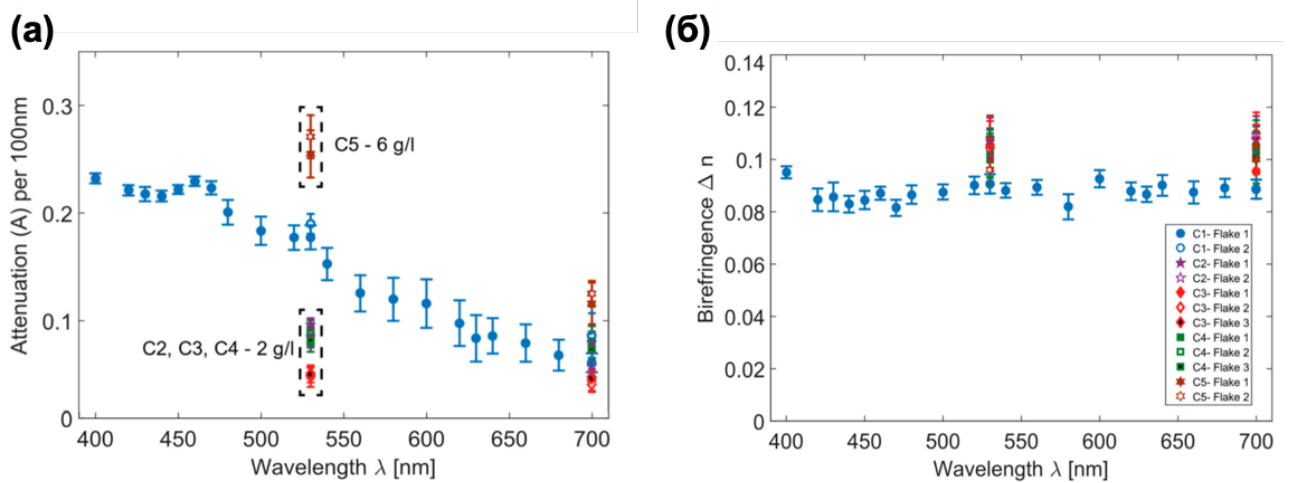 (a)
Attenuation (A) per 100nm
0.3
0.2
0.1
0
C5 - 6 g/l
C2, C3, C4 - 2 g/l
400 450 500 550 600 650 700
Wavelength λ [nm]
(б)
Birefringence Δ n
0.14
0.12
0.1
0.08
0.06
0.04
0.02
0
C1- Flake 1
C1- Flake 2
C2- Flake 1
C2- Flake 2
C3- Flake 1
C3- Flake 2
C3- Flake 3
C4- Flake 1
C4- Flake 2
C4- Flake 3
C5- Flake 1
C5- Flake 2
400 450 500 550 600 650 700
Wavelength λ [nm]